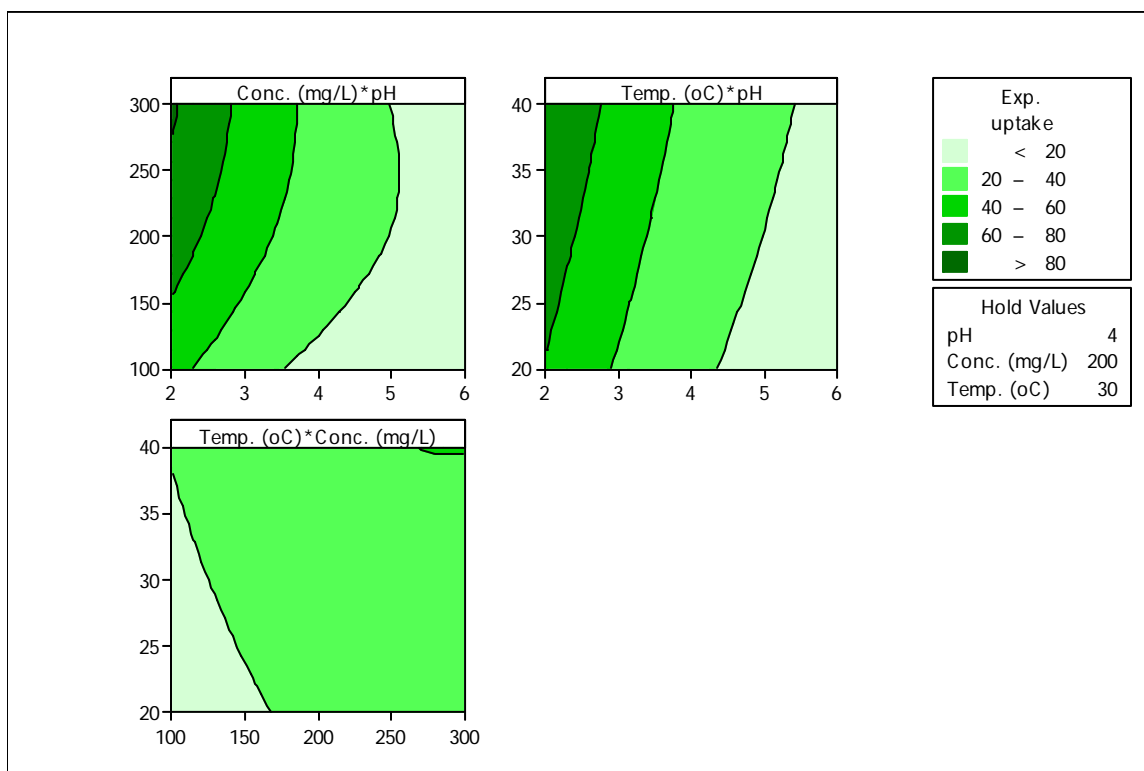 Conc. (mg/L)*pH
300
250
200
150
100
2 3 4 5 6
Temp. (oC)*pH
40
35
30
25
20
2 3 4 5 6
Exp.
uptake
< 20
20 – 40
40 – 60
60 – 80
> 80
Hold Values
pH 4
Conc. (mg/L) 200
Temp. (oC) 30
Temp. (oC)*Conc. (mg/L)
40
35
30
25
20
100 150 200 250 300